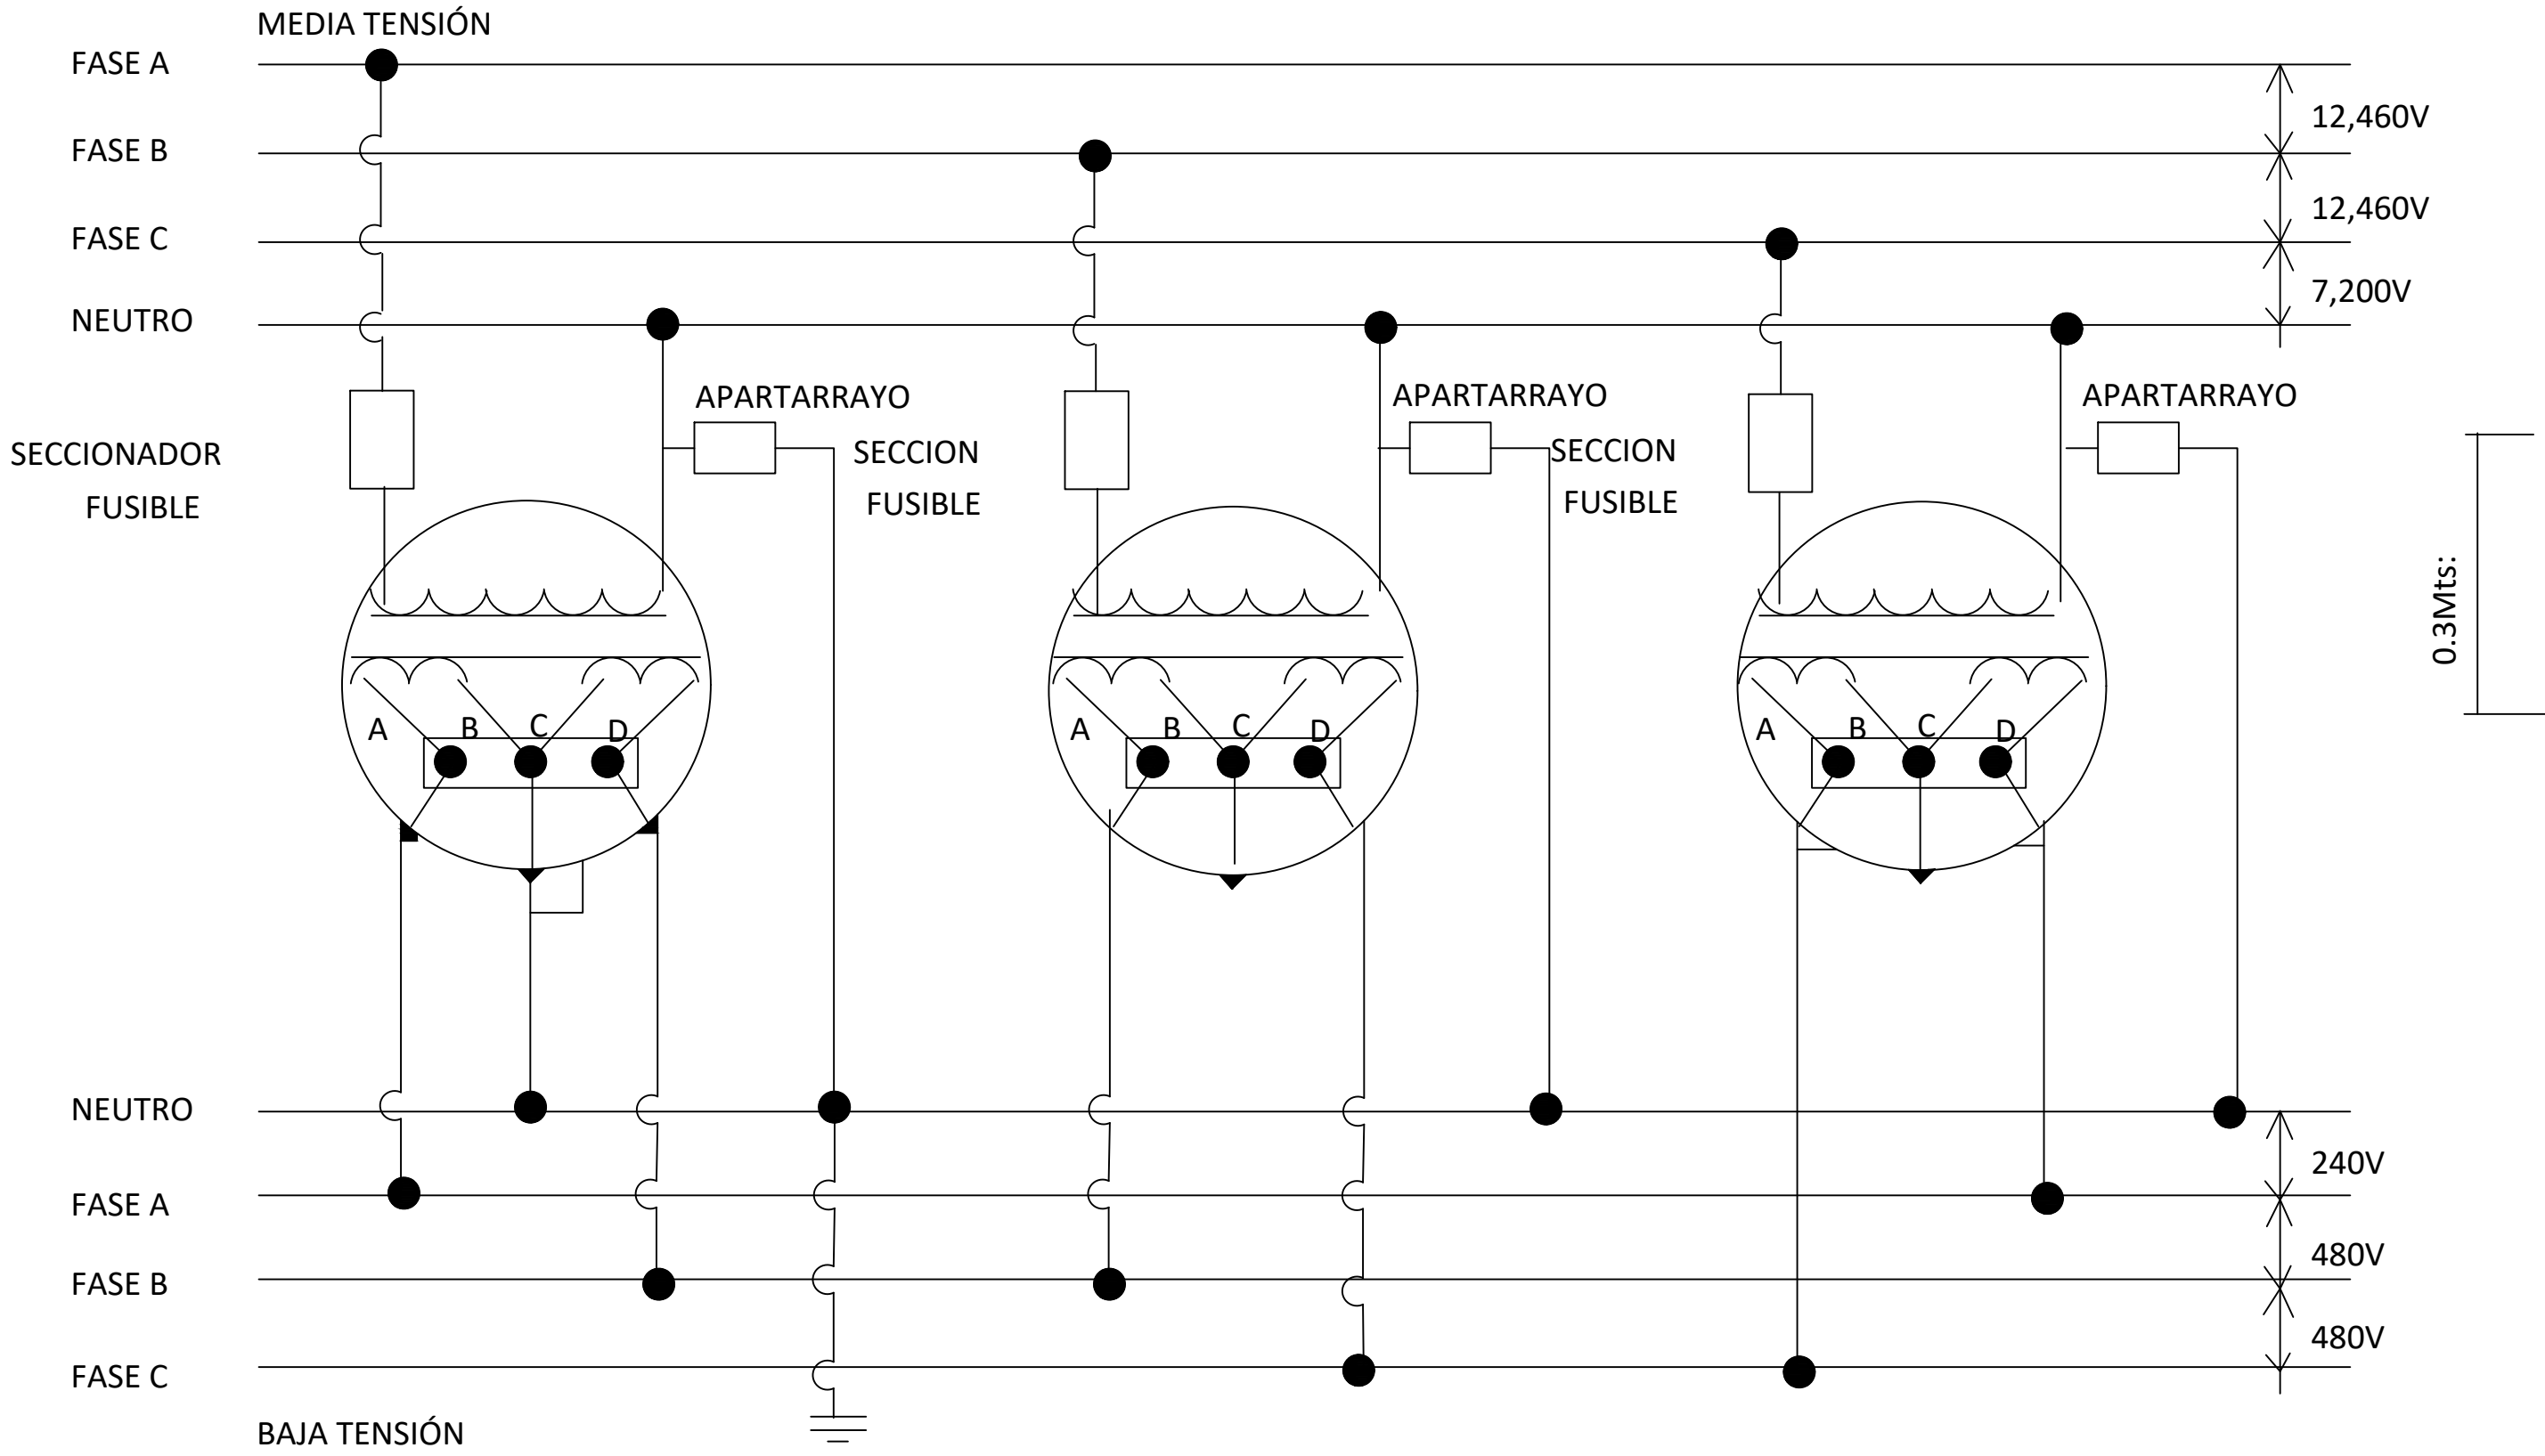 MEDIA TENSIÓN
FASE A
12,460V
FASE B
12,460V
FASE C
7,200V
NEUTRO
APARTARRAYO
APARTARRAYO
APARTARRAYO
SECCIONADOR
FUSIBLE
SECCION
FUSIBLE
SECCION
FUSIBLE
0.3Mts:
A B C D
A B C D
A B C D
NEUTRO
240V
FASE A
480V
FASE B
480V
FASE C
BAJA TENSIÓN